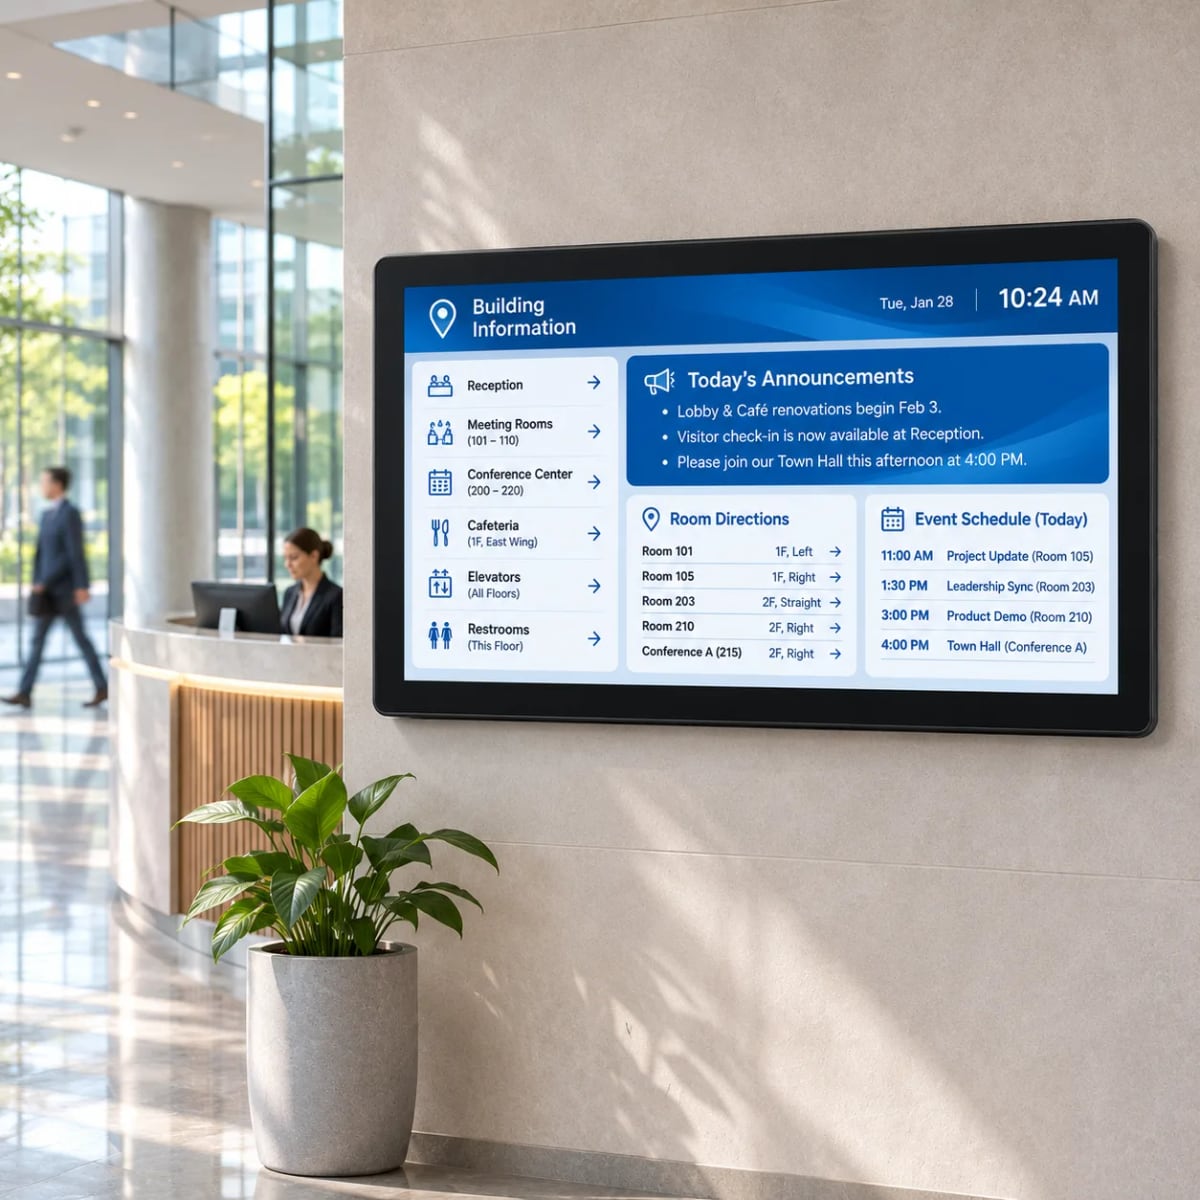 Building
Information
Tue, Jan 28
10:24 AM
Reception
Meeting Rooms
(101 – 110)
Conference Center
(200 – 220)
Cafeteria
(1F, East Wing)
Elevators
(All Floors)
Restrooms
(This Floor)
Today's Announcements
• Lobby & Café renovations begin Feb 3.
• Visitor check-in is now available at Reception.
• Please join our Town Hall this afternoon at 4:00 PM.
Room Directions
Room 101 1F, Left →
Room 105 1F, Right →
Room 203 2F, Straight →
Room 210 2F, Right →
Conference A (215) 2F, Right →
Event Schedule (Today)
11:00 AM Project Update (Room 105)
1:30 PM Leadership Sync (Room 203)
3:00 PM Product Demo (Room 210)
4:00 PM Town Hall (Conference A)